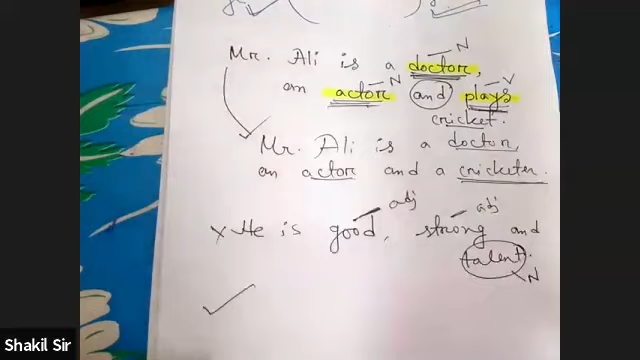 Mr. Ali is a doctor, N
an actor N and plays V
cricket.
Mr. Ali is a doctor,
an actor and a cricketer.
adj adj
x He is good, strong and
talent. N
Shakil Sir